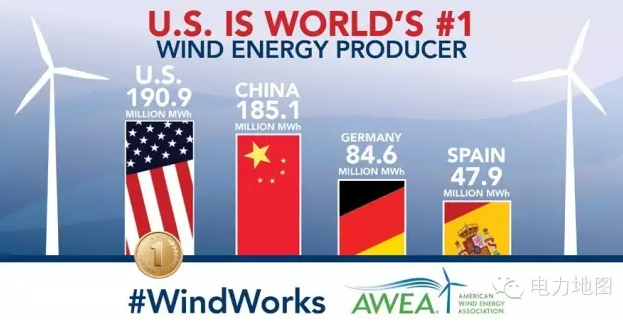 U.S. IS WORLD'S #1
WIND ENERGY PRODUCER
U.S.
190.9
MILLION MWh
CHINA
185.1
MILLION MWh
GERMANY
84.6
MILLION MWh
SPAIN
47.9
MILLION MWh
1
#WindWorks
AWEA
AMERICAN
WIND ENERGY
ASSOCIATION
电力地图